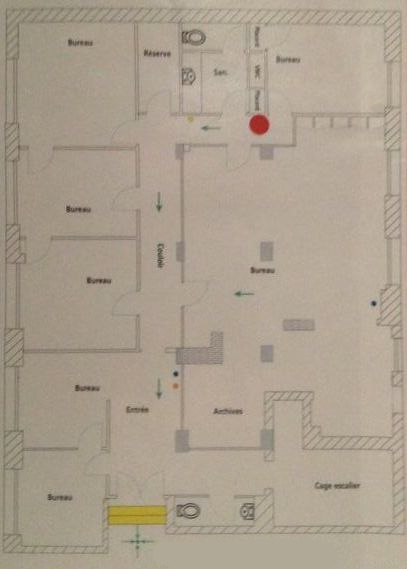 Bureau
Réserve
San.
Placard
VMC
Placard
Bureau
Bureau
Couloir
Bureau
Bureau
Bureau
Entrée
Archives
Bureau
Cage escalier